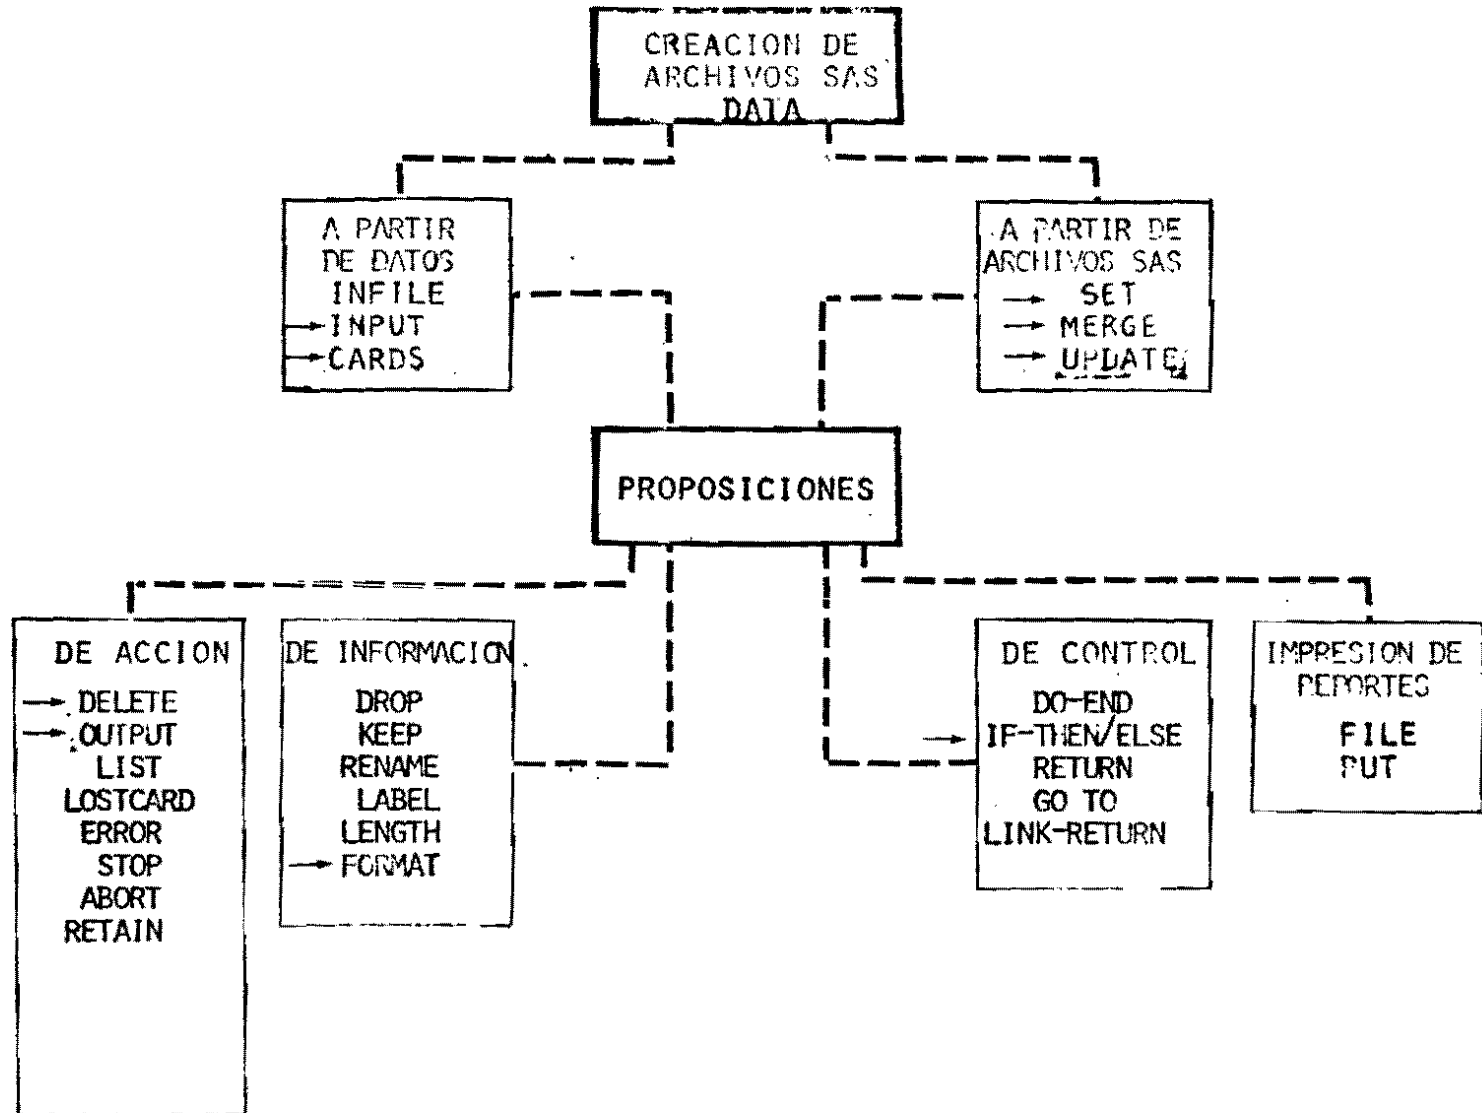 CREACION DE
ARCHIVOS SAS
DATA
A PARTIR
DE DATOS
INFILE
INPUT
CARDS
A PARTIR DE
ARCHIVOS SAS
SET
MERGE
UPDATE
PROPOSICIONES
DE ACCION
DELETE
OUTPUT
LIST
LOSTCARD
ERROR
STOP
ABORT
RETAIN
DE INFORMACION
DROP
KEEP
RENAME
LABEL
LENGTH
FORMAT
DE CONTROL
DO-END
IF-THEN/ELSE
RETURN
GO TO
LINK-RETURN
IMPRESION DE
REPORTES
FILE
PUT